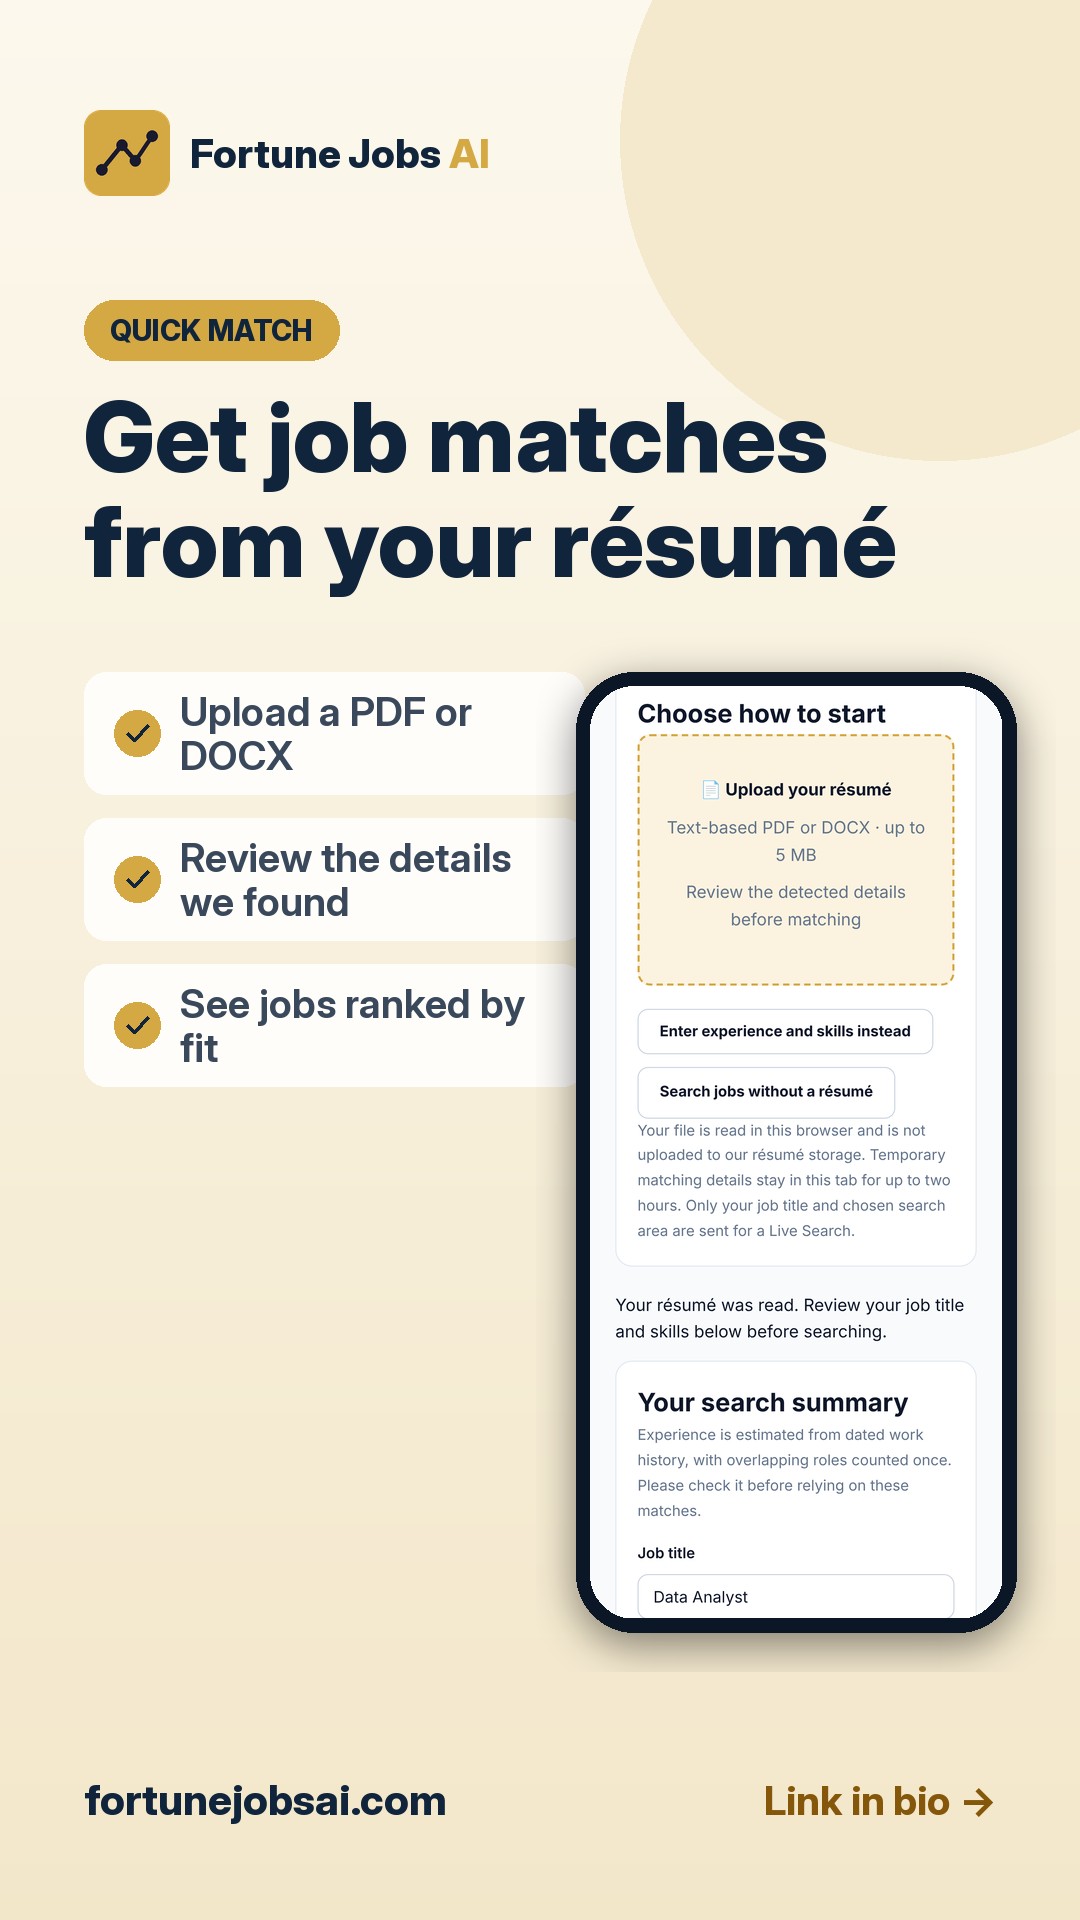 Fortune Jobs AI
QUICK MATCH
Get job matches
from your résumé
Upload a PDF or
DOCX
Review the details
we found
See jobs ranked by
fit
Choose how to start
📄 Upload your résumé
Text-based PDF or DOCX · up to
5 MB
Review the detected details
before matching
Enter experience and skills instead
Search jobs without a résumé
Your file is read in this browser and is not
uploaded to our résumé storage. Temporary
matching details stay in this tab for up to two
hours. Only your job title and chosen search
area are sent for a Live Search.
Your résumé was read. Review your job title
and skills below before searching.
Your search summary
Experience is estimated from dated work
history, with overlapping roles counted once.
Please check it before relying on these
matches.
Job title
Data Analyst
fortunejobsai.com
Link in bio →